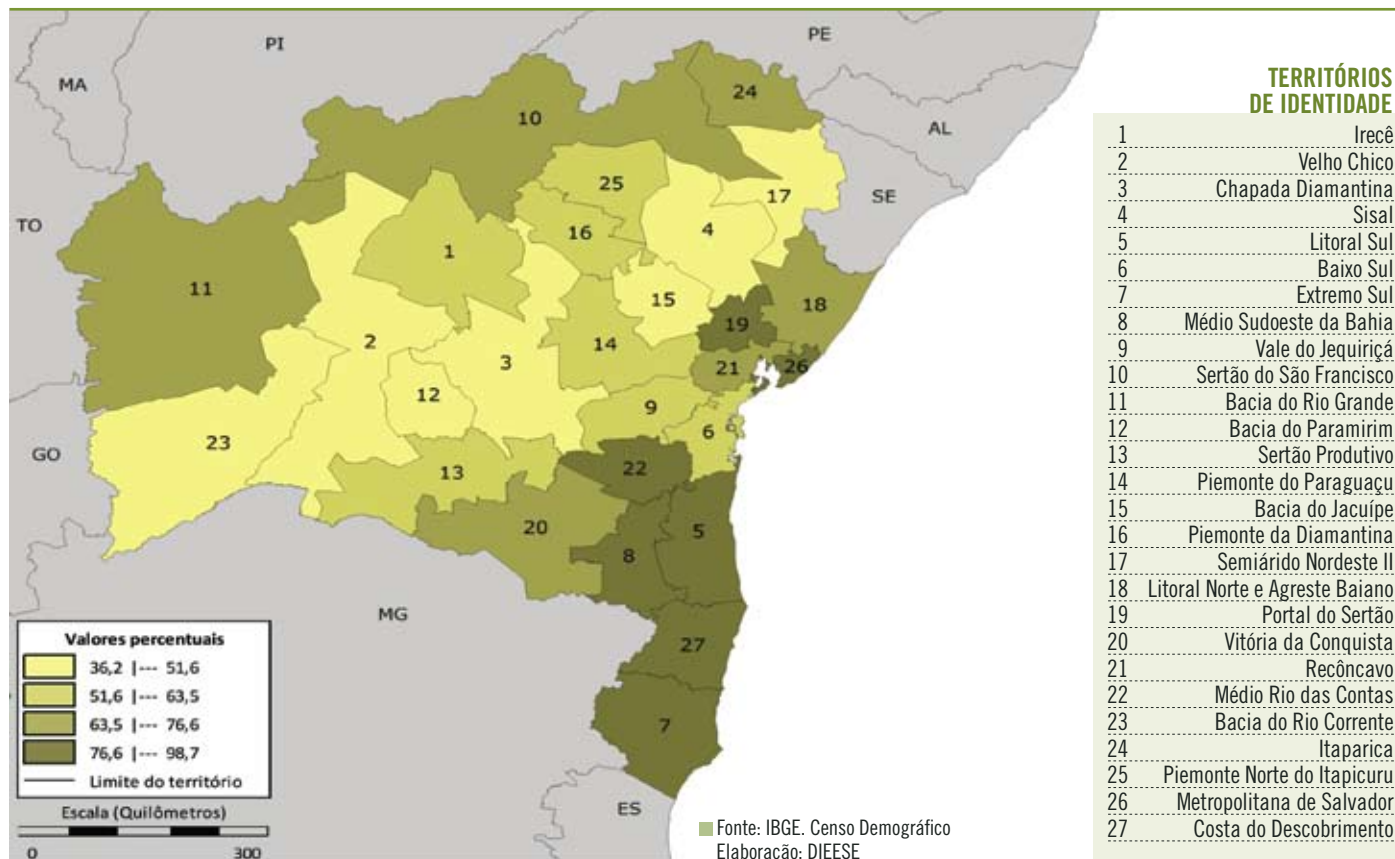 PI
PE
MA
AL
TO
SE
GO
MG
ES
10
24
25
17
16
4
1
11
15
18
19
2
3
14
21
26
12
9
6
23
13
22
20
5
8
27
7
Valores percentuais
36,2 |--- 51,6
51,6 |--- 63,5
63,5 |--- 76,6
76,6 |--- 98,7
Limite do território
Escala (Quilômetros)
0 300
Fonte: IBGE. Censo Demográfico
Elaboração: DIEESE
TERRITÓRIOS
DE IDENTIDADE
1 Irecê
2 Velho Chico
3 Chapada Diamantina
4 Sisal
5 Litoral Sul
6 Baixo Sul
7 Extremo Sul
8 Médio Sudoeste da Bahia
9 Vale do Jequiriçá
10 Sertão do São Francisco
11 Bacia do Rio Grande
12 Bacia do Paramirim
13 Sertão Produtivo
14 Piemonte do Paraguaçu
15 Bacia do Jacuípe
16 Piemonte da Diamantina
17 Semiárido Nordeste II
18 Litoral Norte e Agreste Baiano
19 Portal do Sertão
20 Vitória da Conquista
21 Recôncavo
22 Médio Rio das Contas
23 Bacia do Rio Corrente
24 Itaparica
25 Piemonte Norte do Itapicuru
26 Metropolitana de Salvador
27 Costa do Descobrimento